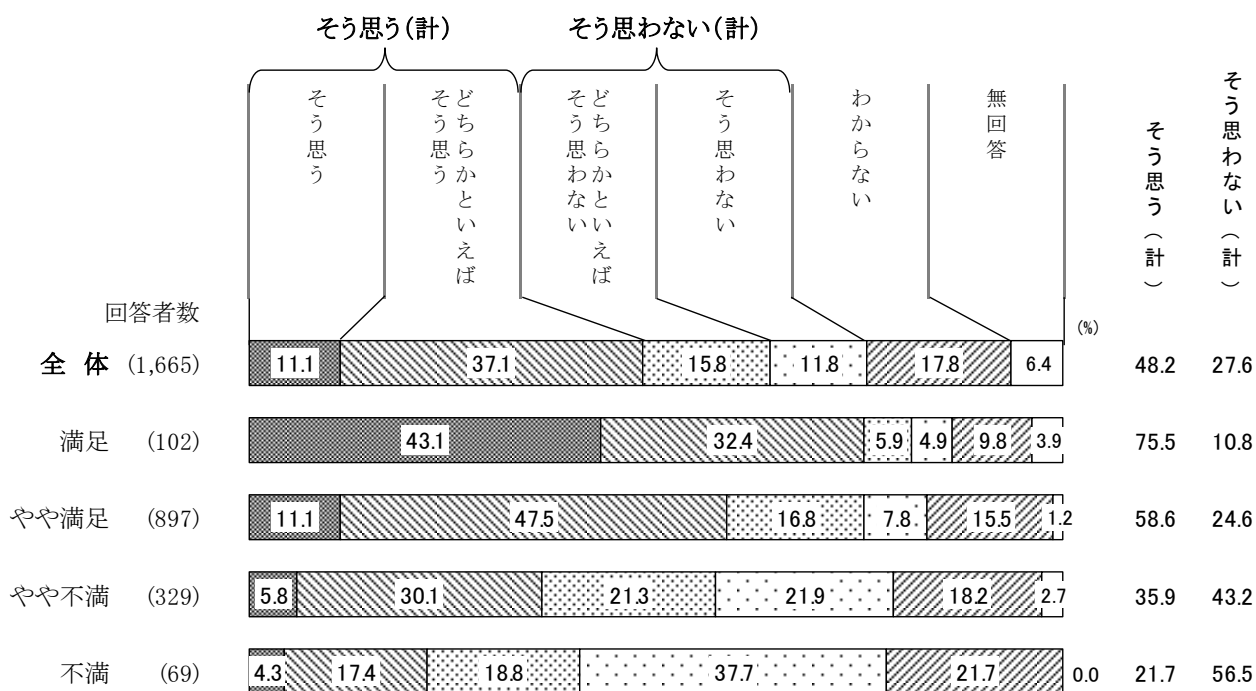 そう思う(計) そう思わない(計)
そう思う
どちらかといえば
そう思う
どちらかといえば
そう思わない
そう思わない
わからない
無回答
そう思う(計)
そう思わない(計)
回答者数
(%)
全 体 (1,665) 11.1 37.1 15.8 11.8 17.8 6.4 48.2 27.6
満足 (102) 43.1 32.4 5.9 4.9 9.8 3.9 75.5 10.8
やや満足 (897) 11.1 47.5 16.8 7.8 15.5 1.2 58.6 24.6
やや不満 (329) 5.8 30.1 21.3 21.9 18.2 2.7 35.9 43.2
不満 (69) 4.3 17.4 18.8 37.7 21.7 0.0 21.7 56.5